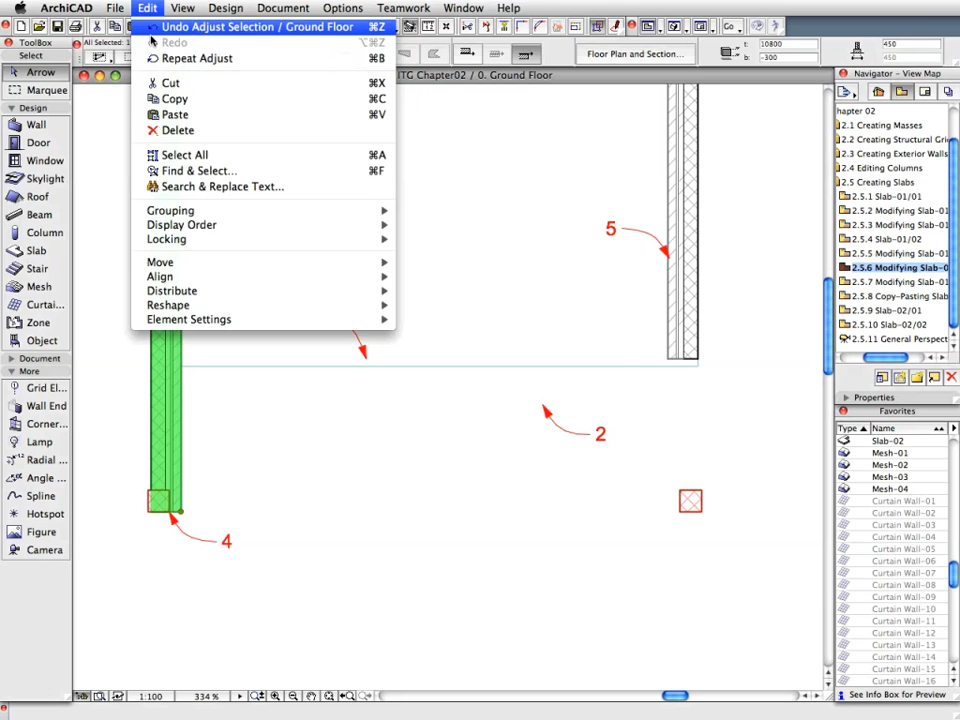 ArchiCAD File Edit View Design Document Options Teamwork Window Help
Undo Adjust Selection / Ground Floor ⌘Z
Redo ⌥⌘Z
Repeat Adjust ⌘B
Cut ⌘X
Copy ⌘C
Paste ⌘V
Delete
Select All ⌘A
Find & Select... ⌘F
Search & Replace Text...
Grouping
Display Order
Locking
Move
Align
Distribute
Reshape
Element Settings
ToolBox
Select
Arrow
Marquee
Design
Wall
Door
Window
Skylight
Roof
Beam
Column
Slab
Stair
Mesh
Curtai...
Zone
Object
Document
More
Grid El...
Wall End
Corner...
Lamp
Radial ...
Angle ...
Spline
Hotspot
Figure
Camera
All Selected: 1
Go...
Floor Plan and Section...
t: 10800
b: -300
450
450
ITG Chapter02 / 0. Ground Floor
5
2
4
1:100
334 %
Navigator - View Map
hapter 02
2.1 Creating Masses
2.2 Creating Structural Gri
2.3 Creating Exterior Walls
2.4 Editing Columns
2.5 Creating Slabs
2.5.1 Slab-01/01
2.5.2 Modifying Slab-01
2.5.3 Modifying Slab-01
2.5.4 Slab-01/02
2.5.5 Modifying Slab-01
2.5.6 Modifying Slab-0
2.5.7 Modifying Slab-01
2.5.8 Copy-Pasting Slab
2.5.9 Slab-02/01
2.5.10 Slab-02/02
2.5.11 General Perspect
Properties
Favorites
Type Name
Slab-02
Mesh-01
Mesh-02
Mesh-03
Mesh-04
Curtain Wall-01
Curtain Wall-02
Curtain Wall-03
Curtain Wall-04
Curtain Wall-05
Curtain Wall-06
Curtain Wall-07
Curtain Wall-08
Curtain Wall-09
Curtain Wall-10
Curtain Wall-11
Curtain Wall-12
Curtain Wall-13
Curtain Wall-14
Curtain Wall-15
Curtain Wall-16
See Info Box for Preview